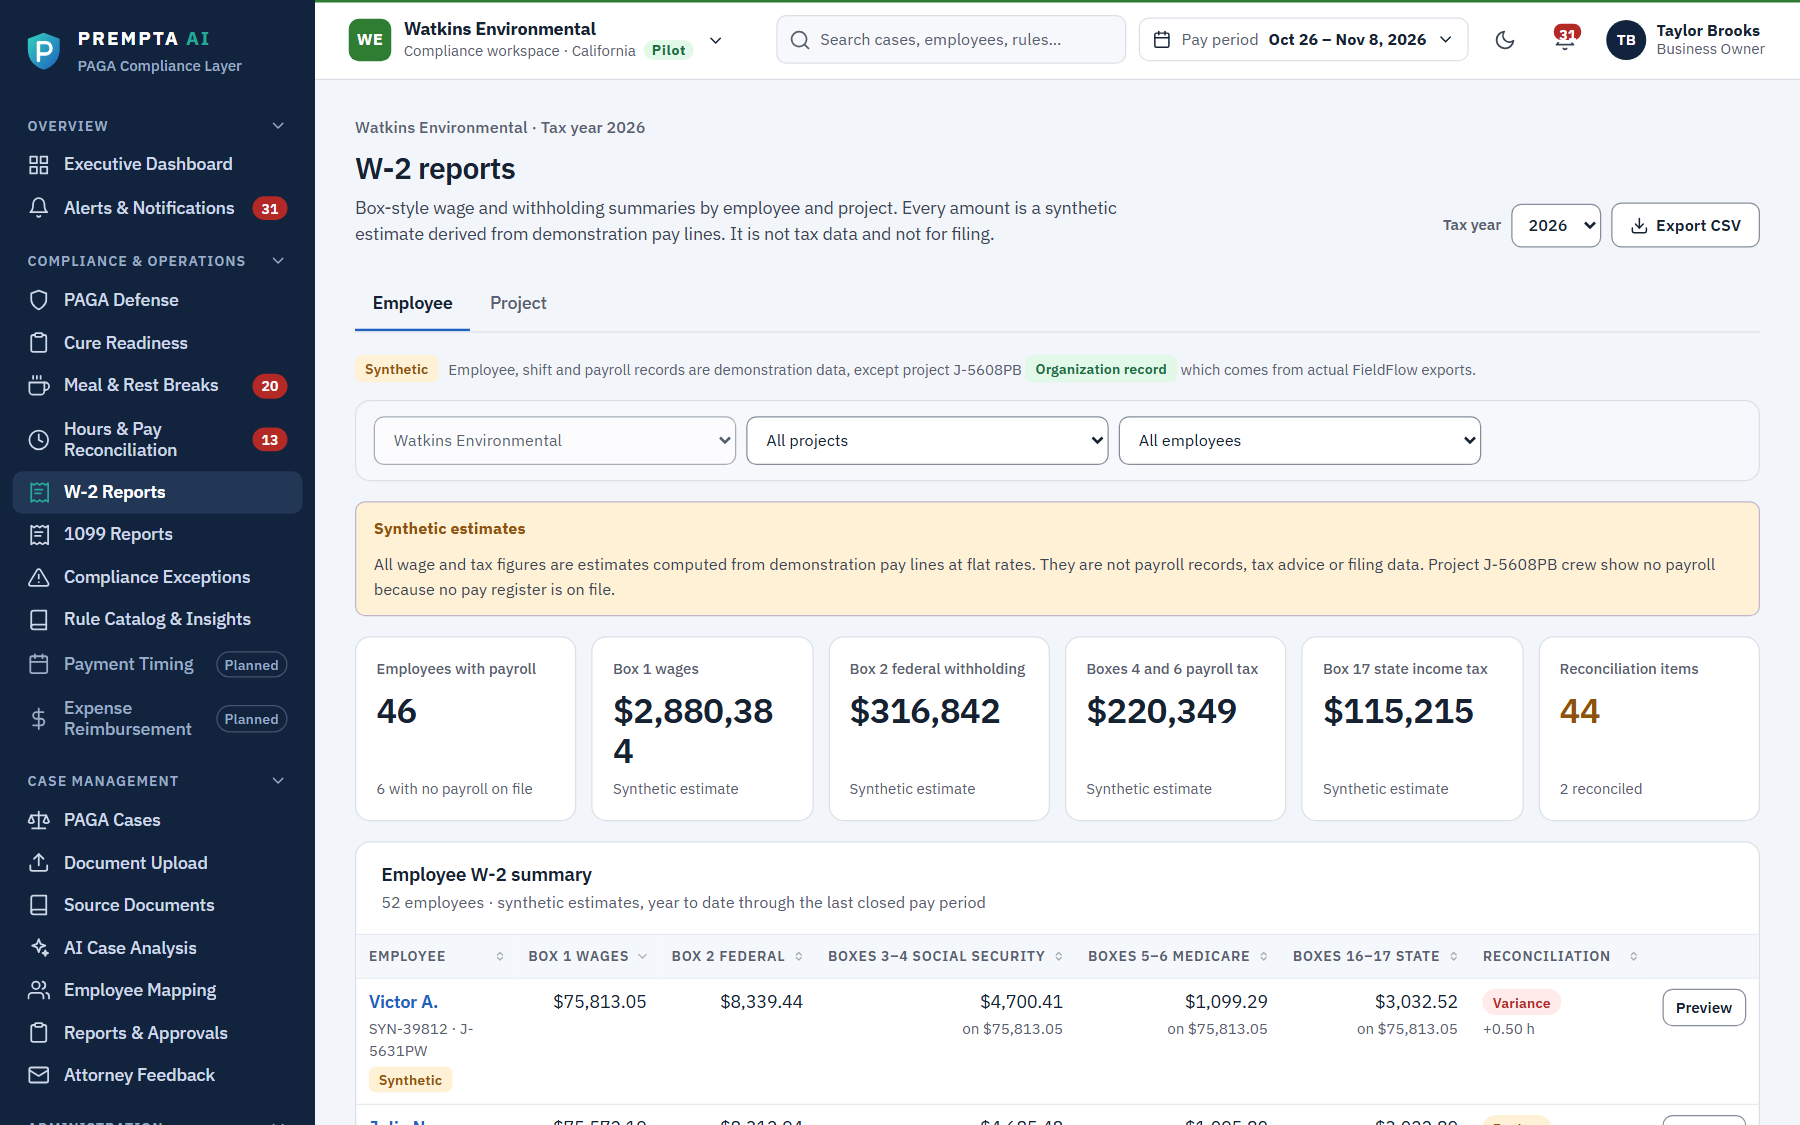 PREMPTA AI
PAGA Compliance Layer
OVERVIEW
Executive Dashboard
Alerts & Notifications 31
COMPLIANCE & OPERATIONS
PAGA Defense
Cure Readiness
Meal & Rest Breaks 20
Hours & Pay
Reconciliation 13
W-2 Reports
1099 Reports
Compliance Exceptions
Rule Catalog & Insights
Payment Timing Planned
Expense
Reimbursement Planned
CASE MANAGEMENT
PAGA Cases
Document Upload
Source Documents
AI Case Analysis
Employee Mapping
Reports & Approvals
Attorney Feedback
WE
Watkins Environmental
Compliance workspace · California Pilot
Search cases, employees, rules...
Pay period Oct 26 – Nov 8, 2026
31
TB
Taylor Brooks
Business Owner
Watkins Environmental · Tax year 2026
W-2 reports
Box-style wage and withholding summaries by employee and project. Every amount is a synthetic
estimate derived from demonstration pay lines. It is not tax data and not for filing.
Tax year 2026 Export CSV
Employee Project
Synthetic Employee, shift and payroll records are demonstration data, except project J-5608PB Organization record which comes from actual FieldFlow exports.
Watkins Environmental All projects All employees
Synthetic estimates
All wage and tax figures are estimates computed from demonstration pay lines at flat rates. They are not payroll records, tax advice or filing data. Project J-5608PB crew show no payroll
because no pay register is on file.
Employees with payroll
46
6 with no payroll on file
Box 1 wages
$2,880,38
4
Synthetic estimate
Box 2 federal withholding
$316,842
Synthetic estimate
Boxes 4 and 6 payroll tax
$220,349
Synthetic estimate
Box 17 state income tax
$115,215
Synthetic estimate
Reconciliation items
44
2 reconciled
Employee W-2 summary
52 employees · synthetic estimates, year to date through the last closed pay period
EMPLOYEE BOX 1 WAGES BOX 2 FEDERAL BOXES 3–4 SOCIAL SECURITY BOXES 5–6 MEDICARE BOXES 16–17 STATE RECONCILIATION
Victor A. $75,813.05 $8,339.44 $4,700.41 $1,099.29 $3,032.52 Variance Preview
SYN-39812 · J- on $75,813.05 on $75,813.05 on $75,813.05 +0.50 h
5631PW
Synthetic